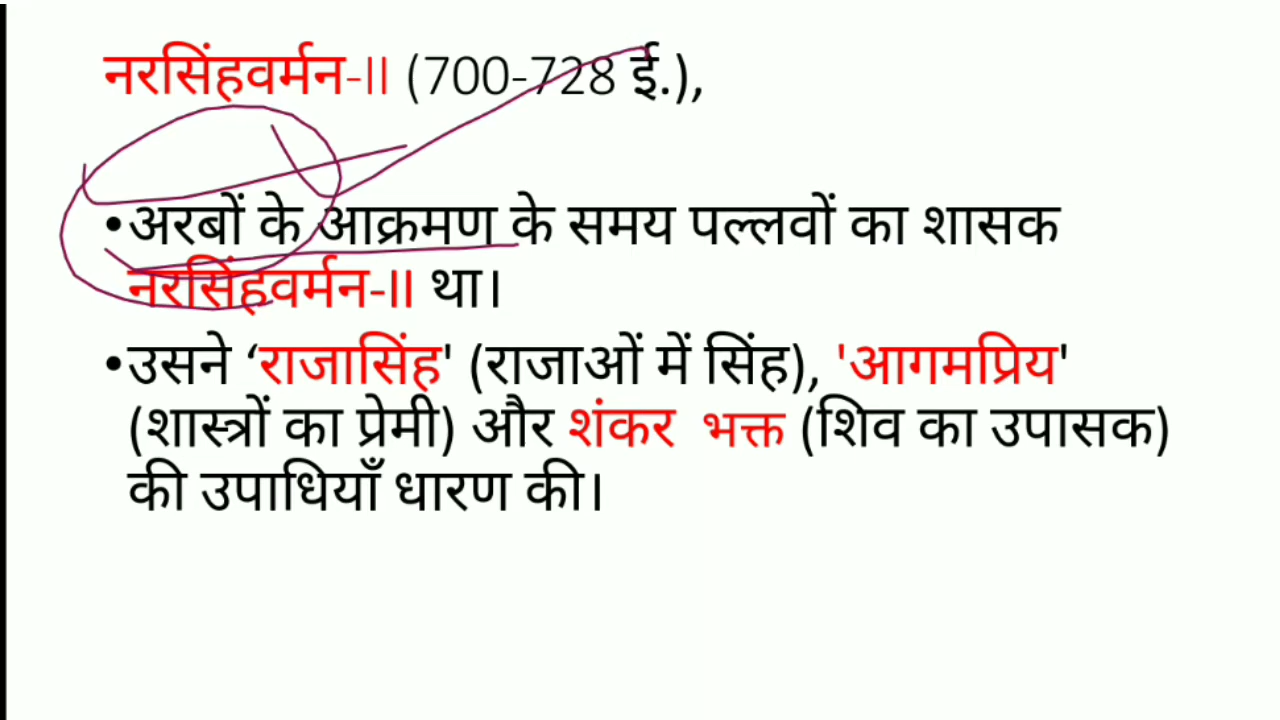 नरसिंहवर्मन-II (700-728 ई.),
•अरबों के आक्रमण के समय पल्लवों का शासक
नरसिंहवर्मन-II था।
•उसने ‘राजासिंह' (राजाओं में सिंह), 'आगमप्रिय'
(शास्त्रों का प्रेमी) और शंकर भक्त (शिव का उपासक)
की उपाधियाँ धारण की।